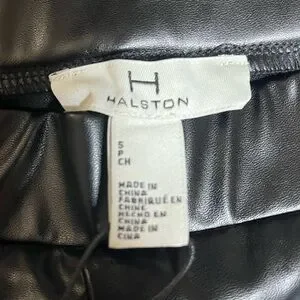 H
HALSTON
S
P
CH
MADE IN
CHINA
FABRIQUÉ EN
CHINE
HECHO EN
CHINA
MADE IN
CINA